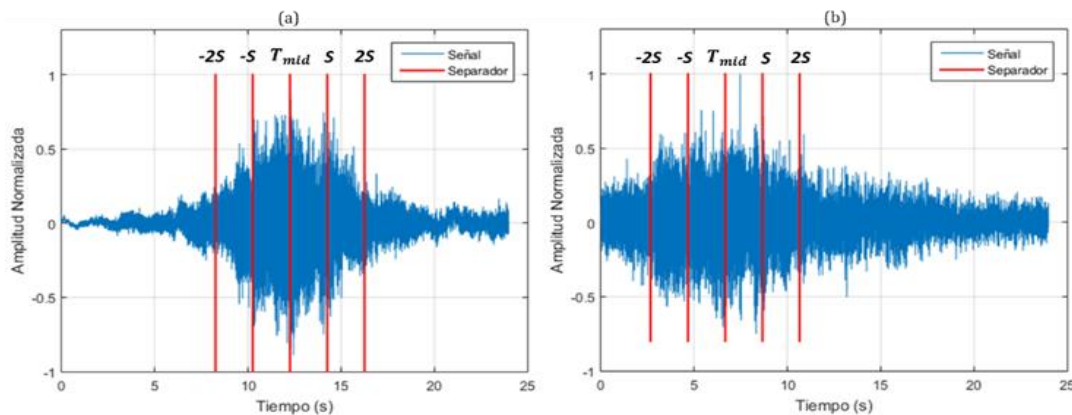 (a)
-2S -S T_mid S 2S
Señal
Separador
Amplitud Normalizada
1
0.5
0
-0.5
-1
0 5 10 15 20 25
Tiempo (s)
(b)
-2S -S T_mid S 2S
Señal
Separador
Amplitud Normalizada
1
0.5
0
-0.5
-1
0 5 10 15 20 25
Tiempo (s)